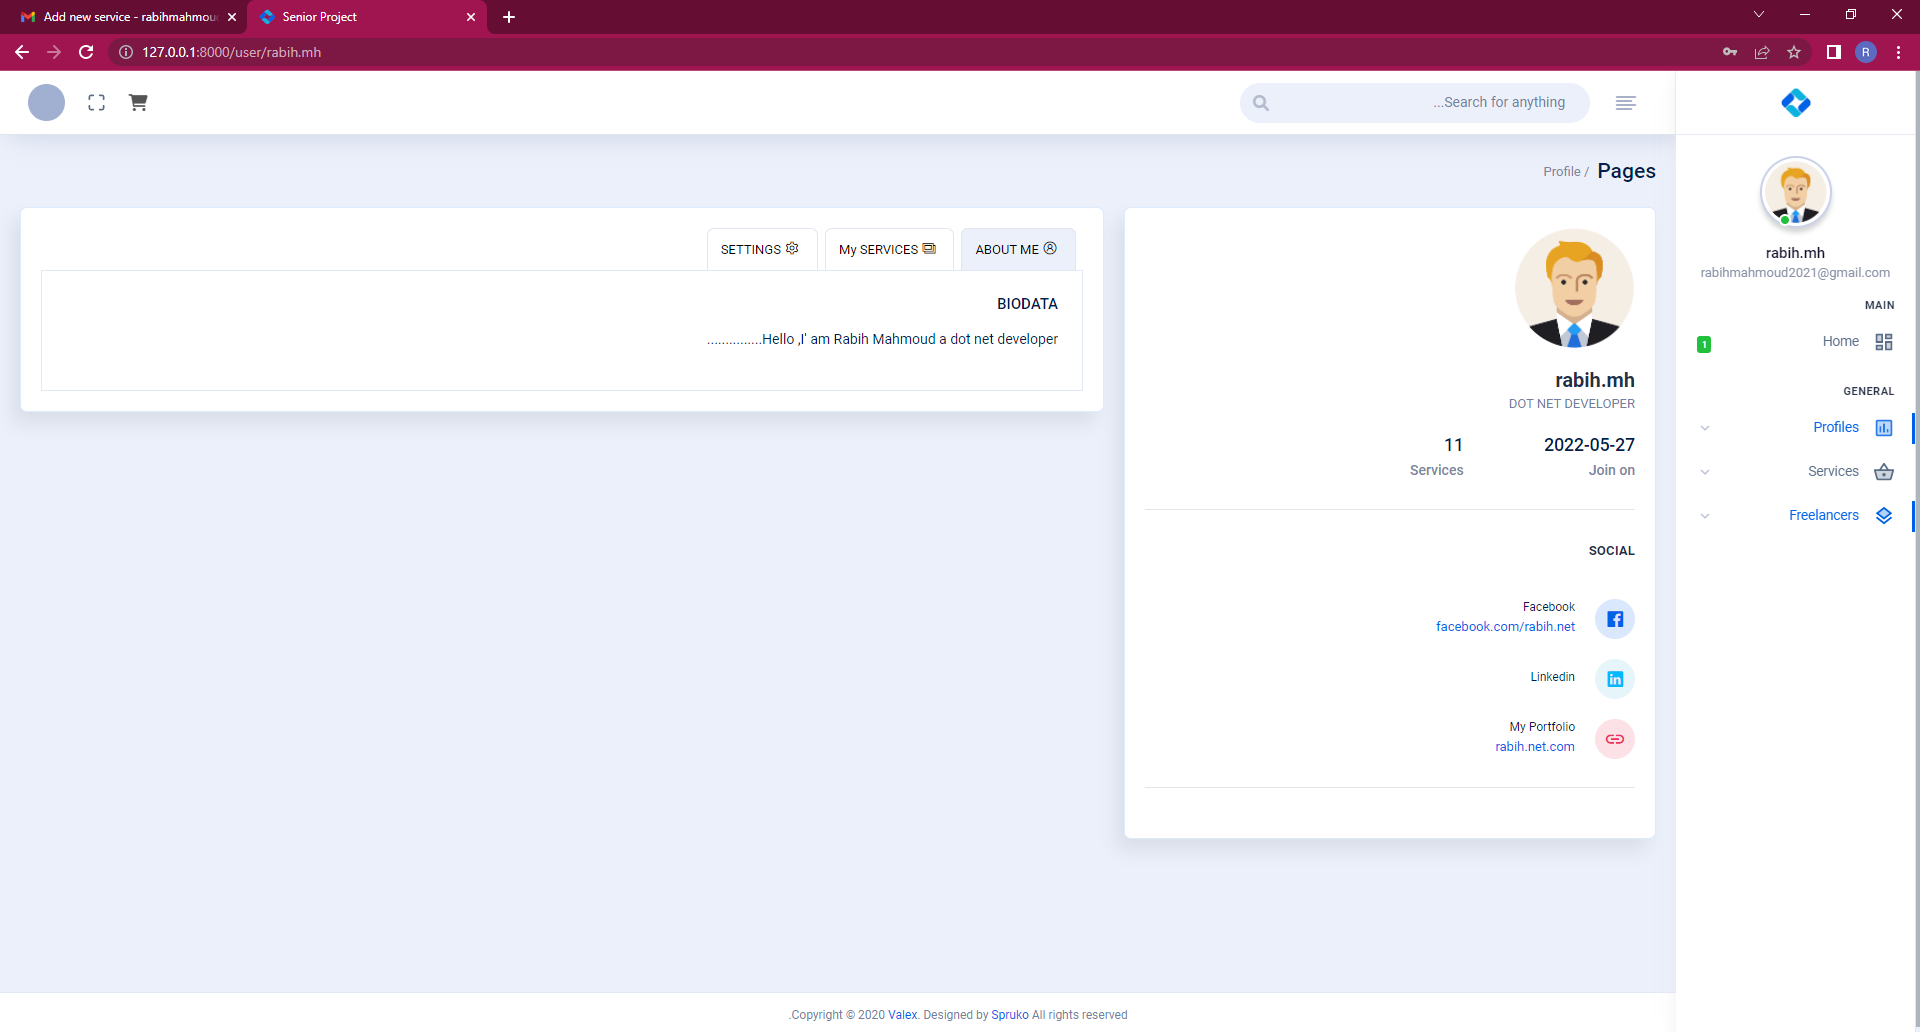 Add new service - rabihmahmou
Senior Project
127.0.0.1:8000/user/rabih.mh
R
...Search for anything
Profile / Pages
SETTINGS
My SERVICES
ABOUT ME
BIODATA
...............Hello ,I' am Rabih Mahmoud a dot net developer
rabih.mh
DOT NET DEVELOPER
11
2022-05-27
Services
Join on
SOCIAL
Facebook
facebook.com/rabih.net
Linkedin
My Portfolio
rabih.net.com
rabih.mh
rabihmahmoud2021@gmail.com
MAIN
1
Home
GENERAL
Profiles
Services
Freelancers
.Copyright © 2020 Valex. Designed by Spruko All rights reserved